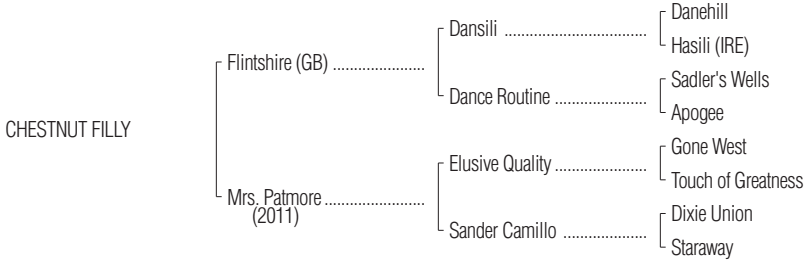 CHESTNUT FILLY
Flintshire (GB) ......................
Mrs. Patmore ........................
(2011)
Dansili ..................................
Dance Routine ......................
Elusive Quality ......................
Sander Camillo ....................
Danehill
Hasili (IRE)
Sadler's Wells
Apogee
Gone West
Touch of Greatness
Dixie Union
Staraway